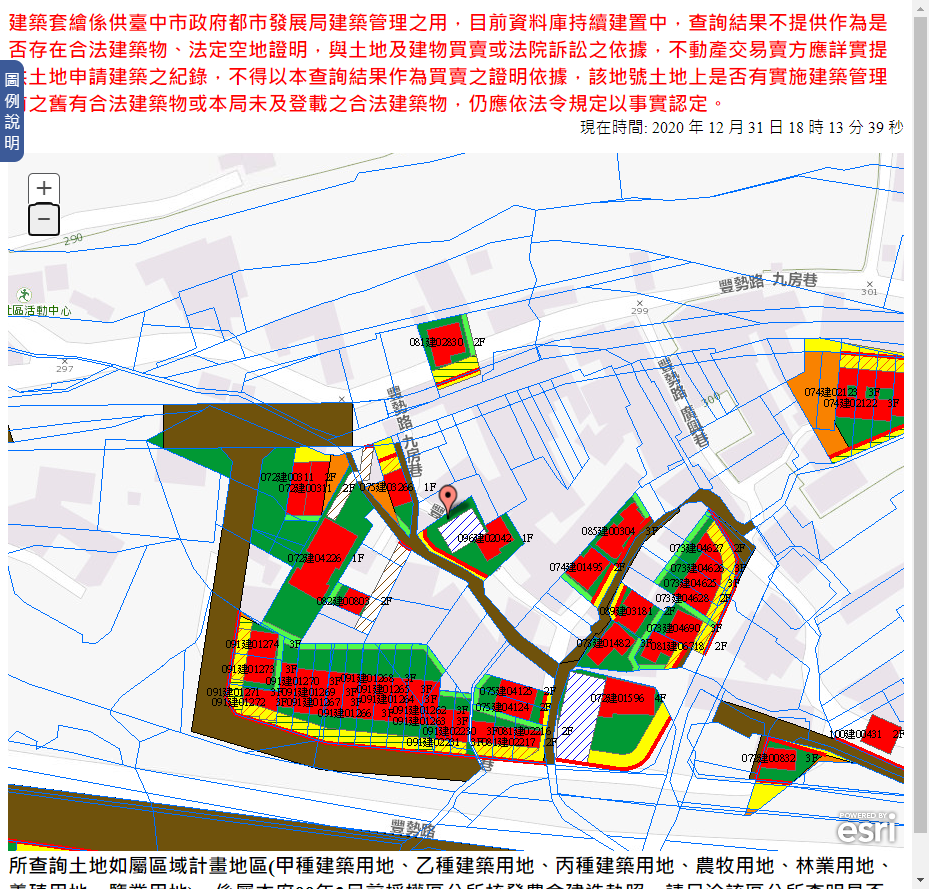 建築套繪係供臺中市政府都市發展局建築管理之用，目前資料庫持續建置中，查詢結果不提供作為是
否存在合法建築物、法定空地證明，與土地及建物買賣或法院訴訟之依據，不動產交易賣方應詳實提
土地申請建築之紀錄，不得以本查詢結果作為買賣之證明依據，該地號土地上是否有實施建築管理
之舊有合法建築物或本局未及登載之合法建築物，仍應依法令規定以事實認定。
圖例說明
現在時間: 2020 年 12 月 31 日 18 時 13 分 39 秒
+
−
290
豐勢路 九房巷
301
299
區活動中心
297
081建02830 2F
豐勢路 九房巷
豐勢路 廣興巷
300
074建02123 3F
074建02122 3F
072建00311 2F
072建00311 2F
075建03266 1F
豐
096建02042 1F
085建00304 3F
072建04226 1F
074建01495 2F
073建04627 2F
073建04626 3F
073建04625 3F
073建04628 2F
082建00803 2F
089建03181 2F
073建04690 3F
073建01482 3F
081建06718 2F
091建01274 3F
091建01273 3F
091建01270 3F
091建01268 3F
091建01271 3F
091建01269 3F
091建01265 3F
091建01272 3F
091建01267 3F
091建01264 3F
091建01266 3F
091建01262 3F
091建01263 3F
075建04125 2F
075建04124 2F
072建01596 4F
091建02230 3F
081建02216 2F
091建02231 3F
081建02217 2F
巷
100建00431 2F
072建00832 3F
豐勢路
POWERED BY
esri
所查詢土地如屬區域計畫地區(甲種建築用地、乙種建築用地、丙種建築用地、農牧用地、林業用地、